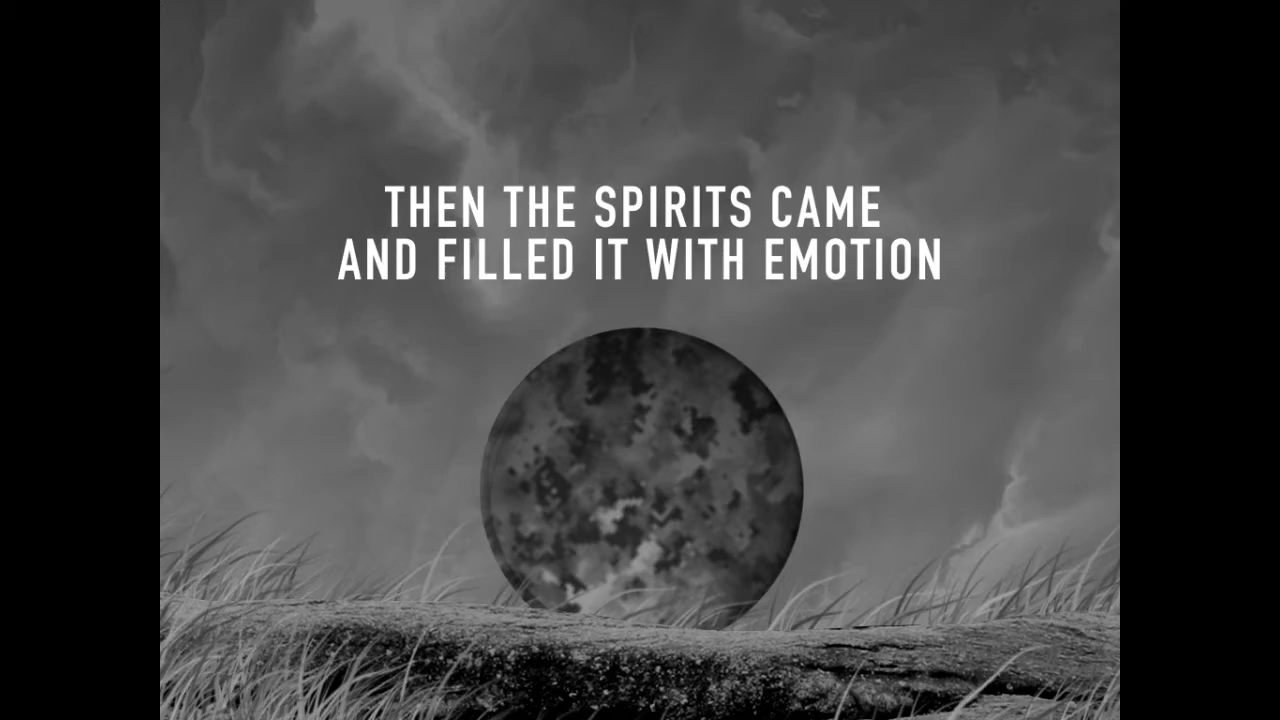 THEN THE SPIRITS CAME
AND FILLED IT WITH EMOTION